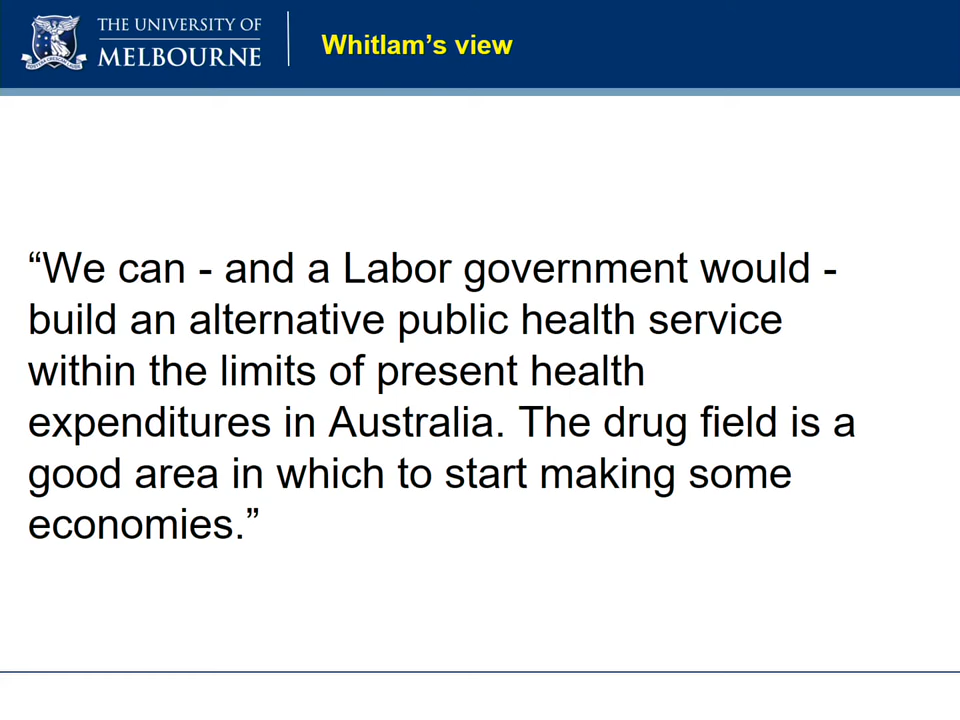 THE UNIVERSITY OF
MELBOURNE
Whitlam’s view
“We can - and a Labor government would -
build an alternative public health service
within the limits of present health
expenditures in Australia. The drug field is a
good area in which to start making some
economies.”